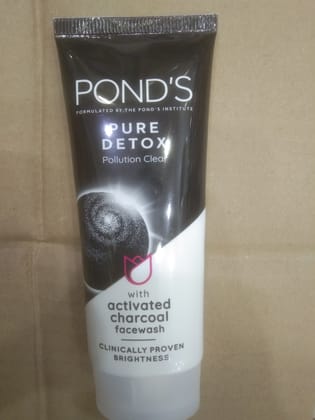 POND'S
FORMULATED BY THE POND'S INSTITUTE
PURE
DETOX
Pollution Clear
with
activated
charcoal
facewash
CLINICALLY PROVEN
BRIGHTNESS